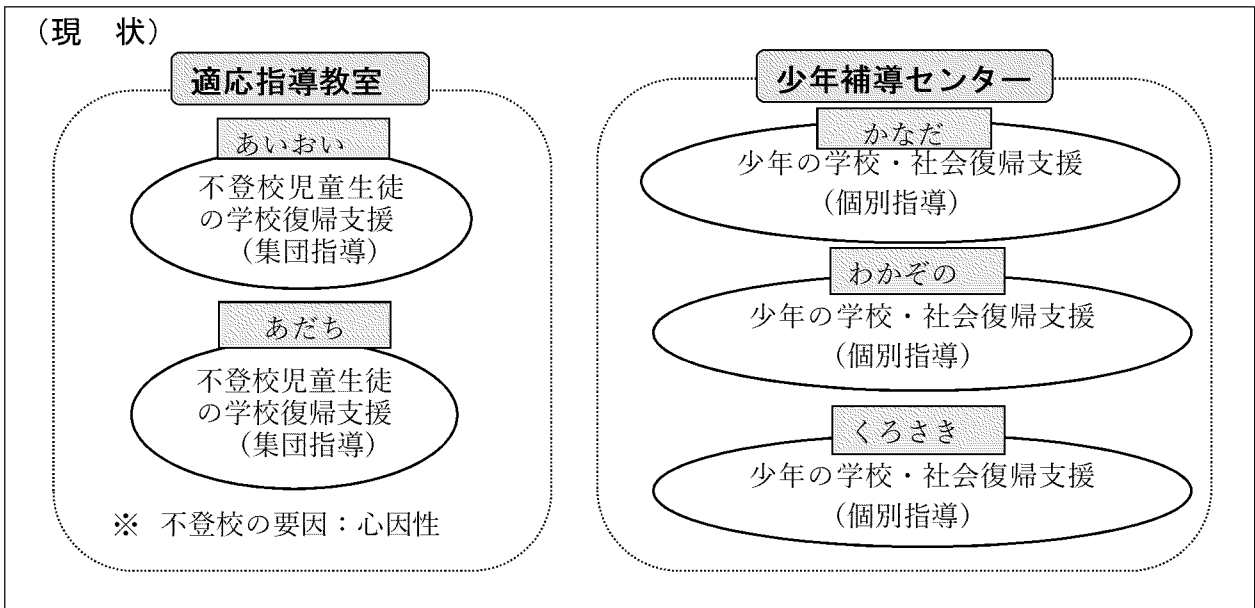 （現　状）
適応指導教室
あいおい
不登校児童生徒
の学校復帰支援
（集団指導）
あだち
不登校児童生徒
の学校復帰支援
（集団指導）
※　不登校の要因：心因性
少年補導センター
かなだ
少年の学校・社会復帰支援
（個別指導）
わかぞの
少年の学校・社会復帰支援
（個別指導）
くろさき
少年の学校・社会復帰支援
（個別指導）